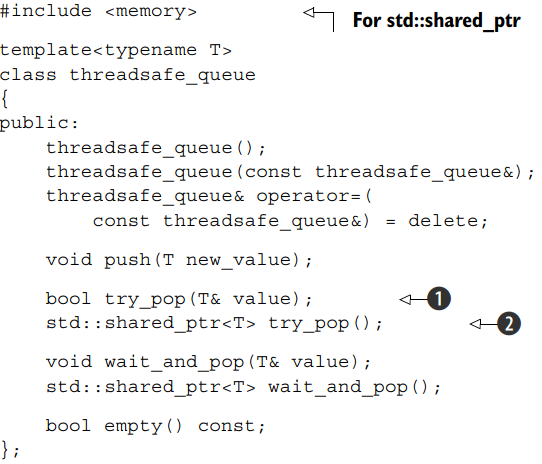 #include <memory> For std::shared_ptr
template<typename T>
class threadsafe_queue
{
public:
    threadsafe_queue();
    threadsafe_queue(const threadsafe_queue&);
    threadsafe_queue& operator=(
        const threadsafe_queue&) = delete;
    void push(T new_value);
    bool try_pop(T& value); 1
    std::shared_ptr<T> try_pop(); 2
    void wait_and_pop(T& value);
    std::shared_ptr<T> wait_and_pop();
    bool empty() const;
};